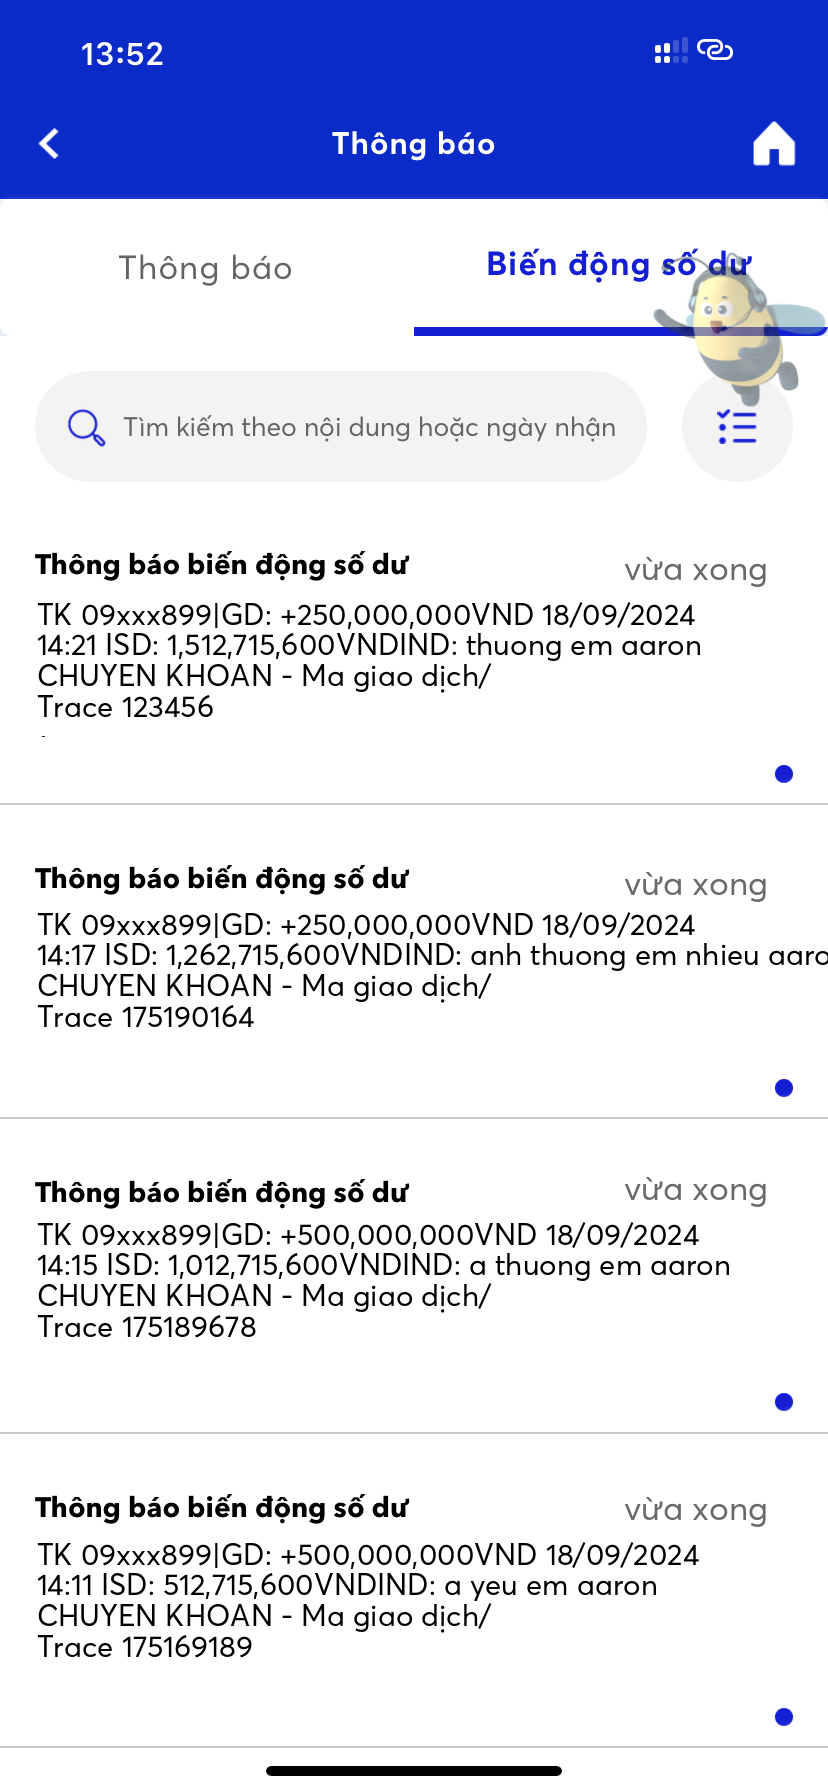 13:52
Thông báo
Thông báo
Biến động số dư
Tìm kiếm theo nội dung hoặc ngày nhận
Thông báo biến động số dư
vừa xong
TK 09xxx899|GD: +250,000,000VND 18/09/2024
14:21 ISD: 1,512,715,600VNDIND: thuong em aaron
CHUYEN KHOAN - Ma giao dịch/
Trace 123456
Thông báo biến động số dư
vừa xong
TK 09xxx899|GD: +250,000,000VND 18/09/2024
14:17 ISD: 1,262,715,600VNDIND: anh thuong em nhieu aaro
CHUYEN KHOAN - Ma giao dịch/
Trace 175190164
Thông báo biến động số dư
vừa xong
TK 09xxx899|GD: +500,000,000VND 18/09/2024
14:15 ISD: 1,012,715,600VNDIND: a thuong em aaron
CHUYEN KHOAN - Ma giao dịch/
Trace 175189678
Thông báo biến động số dư
vừa xong
TK 09xxx899|GD: +500,000,000VND 18/09/2024
14:11 ISD: 512,715,600VNDIND: a yeu em aaron
CHUYEN KHOAN - Ma giao dịch/
Trace 175169189